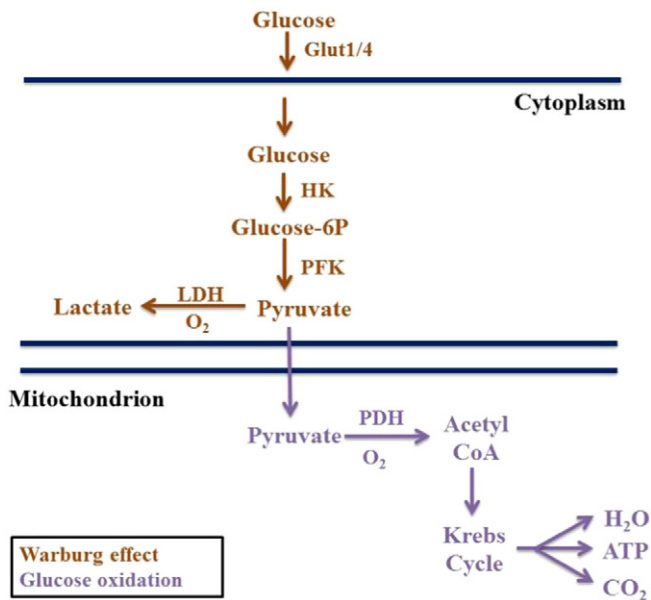 Glucose
Glut1/4
Cytoplasm
Glucose
HK
Glucose-6P
PFK
Lactate LDH Pyruvate
O₂
Mitochondrion
Pyruvate PDH Acetyl
O₂ CoA
Krebs
Cycle
H₂O
ATP
CO₂
Warburg effect
Glucose oxidation